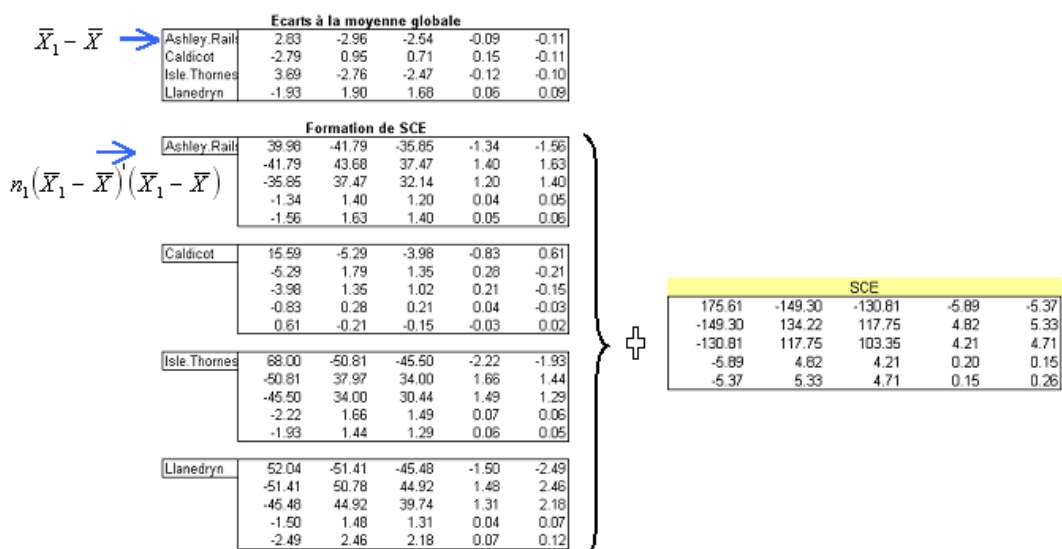 Ecarts à la moyenne globale
X̄₁ − X̄
Ashley.Rails 2.83 -2.96 -2.54 -0.09 -0.11
Caldicot -2.79 0.95 0.71 0.15 -0.11
Isle.Thornes 3.69 -2.76 -2.47 -0.12 -0.10
Llanedryn -1.93 1.90 1.68 0.06 0.09
Formation de SCE
n₁(X̄₁ − X̄)'(X̄₁ − X̄)
Ashley.Rails 39.98 -41.79 -35.85 -1.34 -1.56
-41.79 43.68 37.47 1.40 1.63
-35.85 37.47 32.14 1.20 1.40
-1.34 1.40 1.20 0.04 0.05
-1.56 1.63 1.40 0.05 0.06
Caldicot 15.59 -5.29 -3.98 -0.83 0.61
-5.29 1.79 1.35 0.28 -0.21
-3.98 1.35 1.02 0.21 -0.15
-0.83 0.28 0.21 0.04 -0.03
0.61 -0.21 -0.15 -0.03 0.02
Isle.Thornes 68.00 -50.81 -45.50 -2.22 -1.93
-50.81 37.97 34.00 1.66 1.44
-45.50 34.00 30.44 1.49 1.29
-2.22 1.66 1.49 0.07 0.06
-1.93 1.44 1.29 0.06 0.05
Llanedryn 52.04 -51.41 -45.48 -1.50 -2.49
-51.41 50.78 44.92 1.48 2.46
-45.48 44.92 39.74 1.31 2.18
-1.50 1.48 1.31 0.04 0.07
-2.49 2.46 2.18 0.07 0.12
SCE
175.61 -149.30 -130.81 -5.89 -5.37
-149.30 134.22 117.75 4.82 5.33
-130.81 117.75 103.35 4.21 4.71
-5.89 4.82 4.21 0.20 0.15
-5.37 5.33 4.71 0.15 0.26